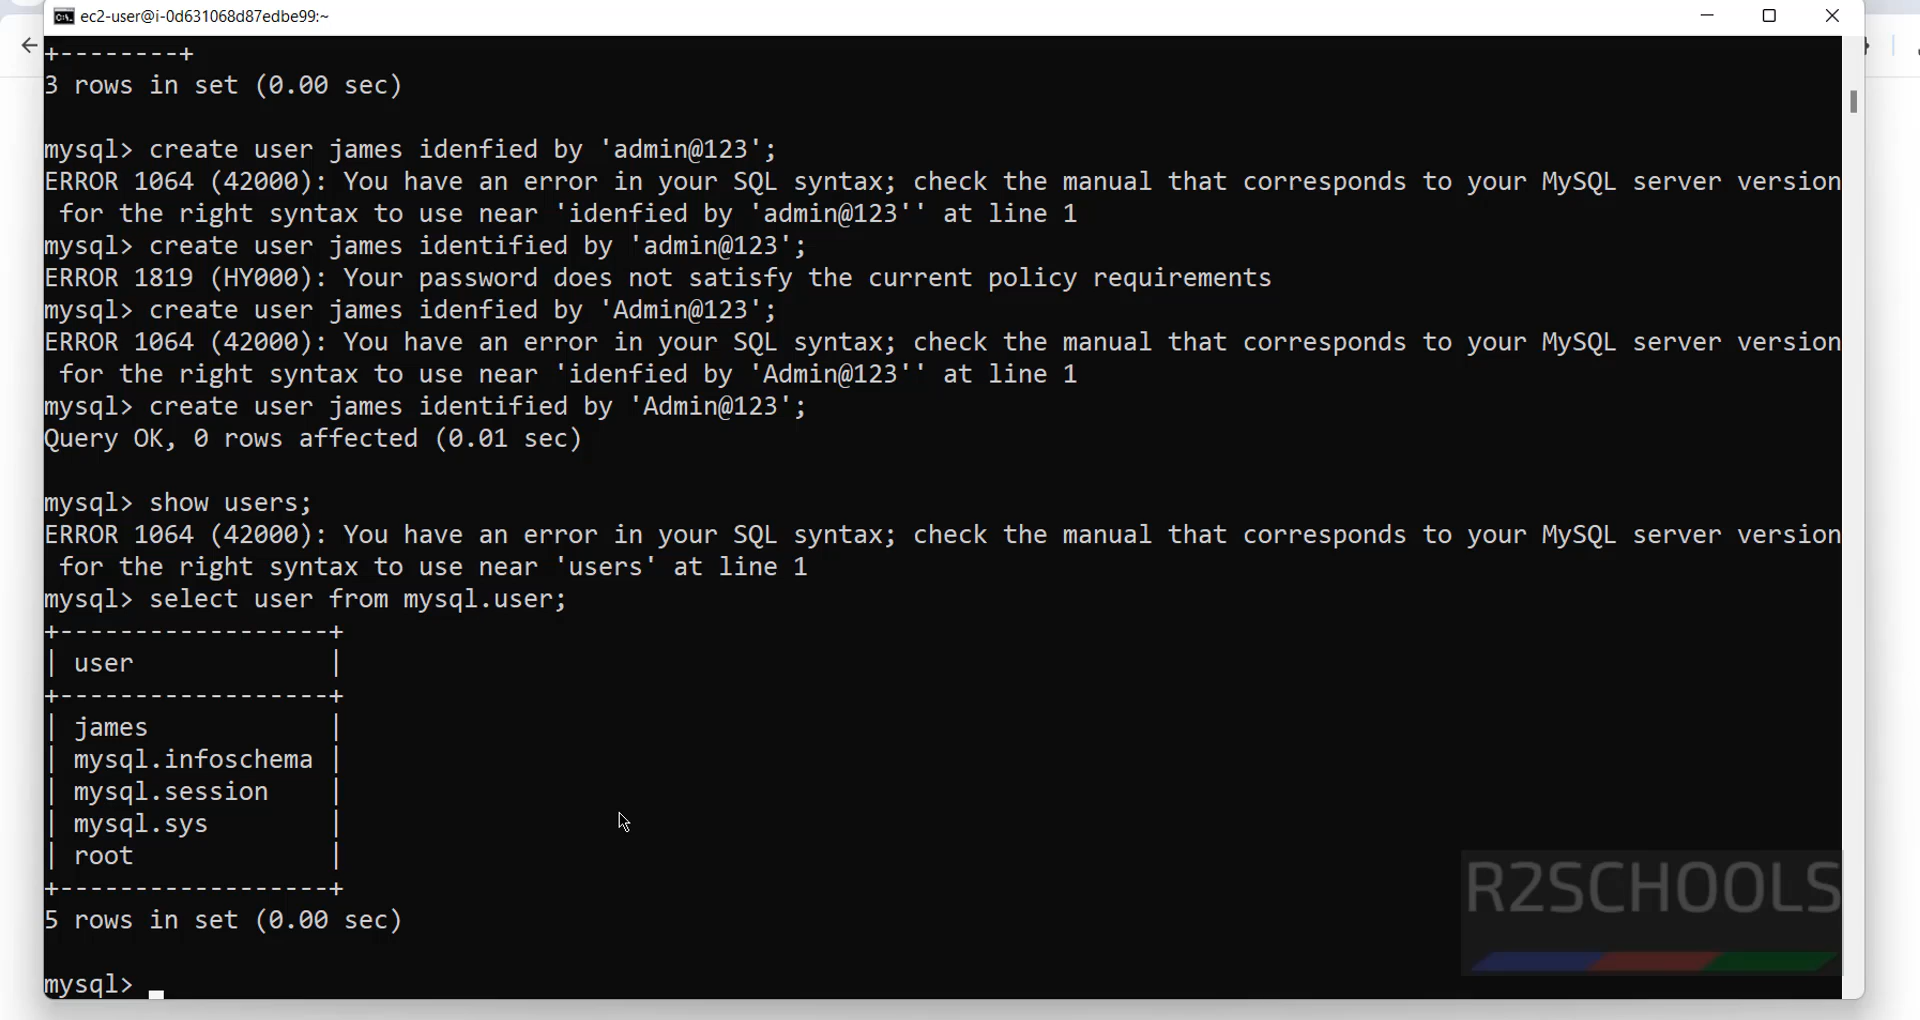 ec2-user@i-0d631068d87edbe99:~
+--------+
3 rows in set (0.00 sec)
mysql> create user james idenfied by 'admin@123';
ERROR 1064 (42000): You have an error in your SQL syntax; check the manual that corresponds to your MySQL server version
 for the right syntax to use near 'idenfied by 'admin@123'' at line 1
mysql> create user james identified by 'admin@123';
ERROR 1819 (HY000): Your password does not satisfy the current policy requirements
mysql> create user james idenfied by 'Admin@123';
ERROR 1064 (42000): You have an error in your SQL syntax; check the manual that corresponds to your MySQL server version
 for the right syntax to use near 'idenfied by 'Admin@123'' at line 1
mysql> create user james identified by 'Admin@123';
Query OK, 0 rows affected (0.01 sec)
mysql> show users;
ERROR 1064 (42000): You have an error in your SQL syntax; check the manual that corresponds to your MySQL server version
 for the right syntax to use near 'users' at line 1
mysql> select user from mysql.user;
+------------------+
| user             |
+------------------+
| james            |
| mysql.infoschema |
| mysql.session    |
| mysql.sys        |
| root             |
+------------------+
5 rows in set (0.00 sec)
mysql>
R2SCHOOLS